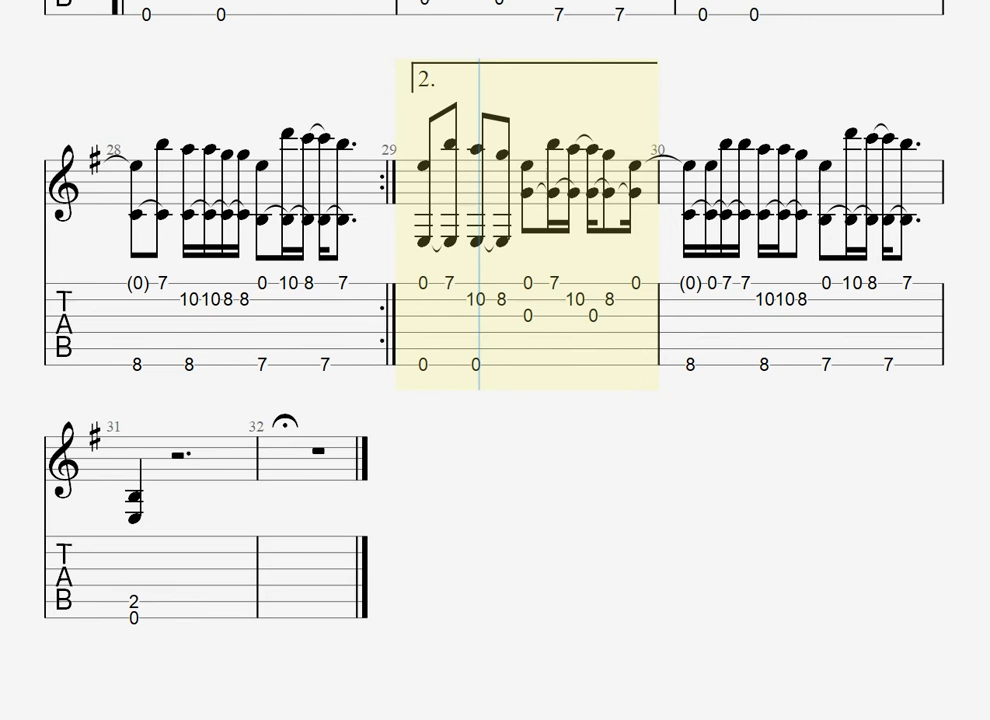 B
0 0 0 0 7 7 0 0
2.
28 29 30
(0) 7 0 10 8 7 0 7 0 7 0 (0) 0 7 7 0 10 8 7
T 10 10 8 8 10 8 10 8 10 10 8
A 0 0
B
8 8 7 7 0 0 8 8 7 7
31 32
T
A
B 2
0